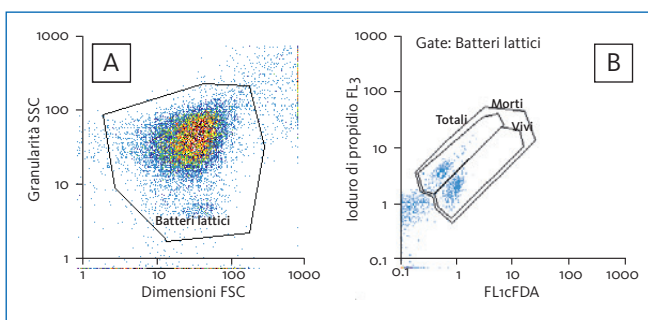 A
Granularità SSC
1000
100
10
1
Batteri lattici
1
10
100
1000
Dimensioni FSC
Gate: Batteri lattici
B
Ioduro di propidio FL3
1000
100
10
1
0.1
Totali
Morti
Vivi
0.1
1
10
100
1000
FL1cFDA